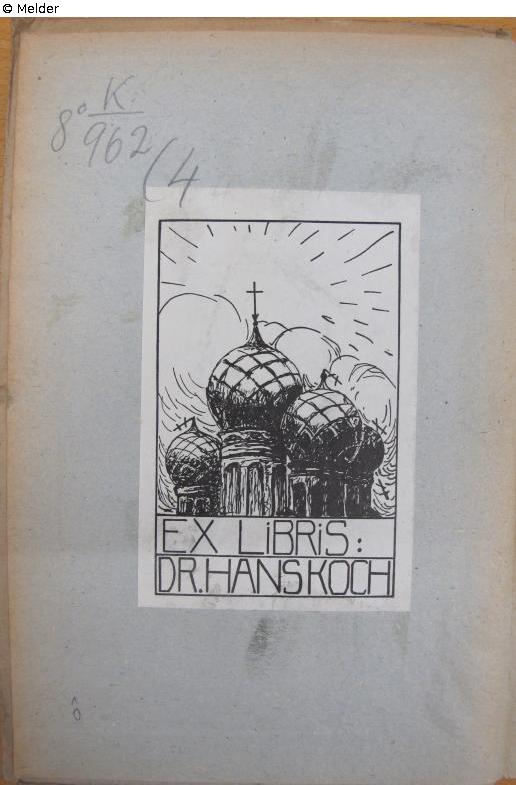 © Melder
8° K
962 (4
EX LiBRiS:
DR. HANS KOCH